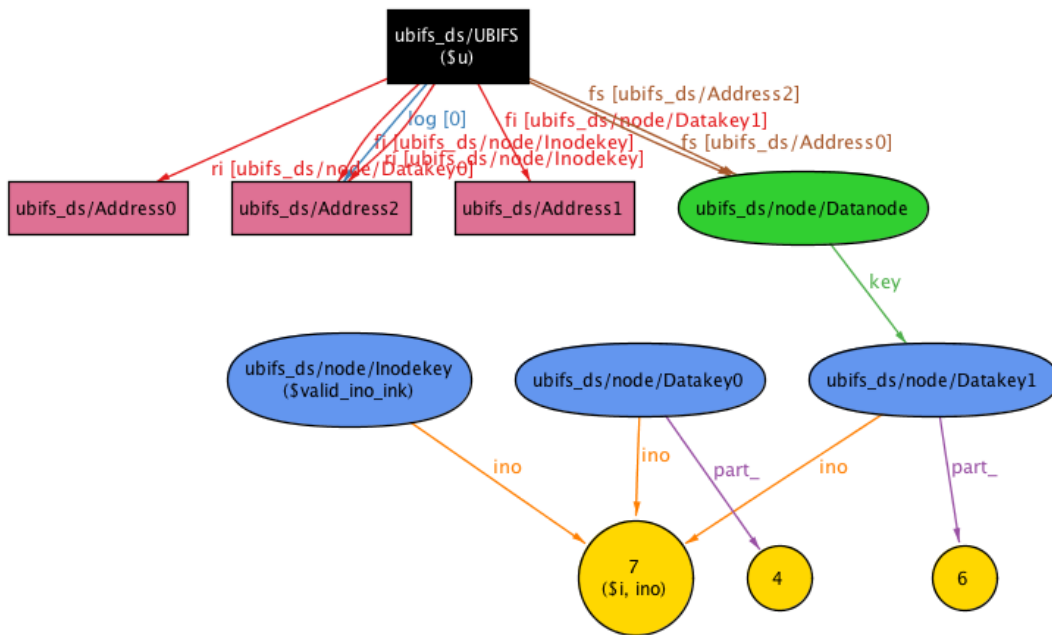 ubifs_ds/UBIFS
($u)
fs [ubifs_ds/Address2]
log [0]
fi [ubifs_ds/node/Datakey1]
fi [ubifs_ds/node/Inodekey]
fs [ubifs_ds/Address0]
ri [ubifs_ds/node/Inodekey]
ri [ubifs_ds/node/Datakey0]
ubifs_ds/Address0
ubifs_ds/Address2
ubifs_ds/Address1
ubifs_ds/node/Datanode
key
ubifs_ds/node/Inodekey
($valid_ino_ink)
ubifs_ds/node/Datakey0
ubifs_ds/node/Datakey1
ino
ino
part_
ino
part_
7
($i, ino)
4
6